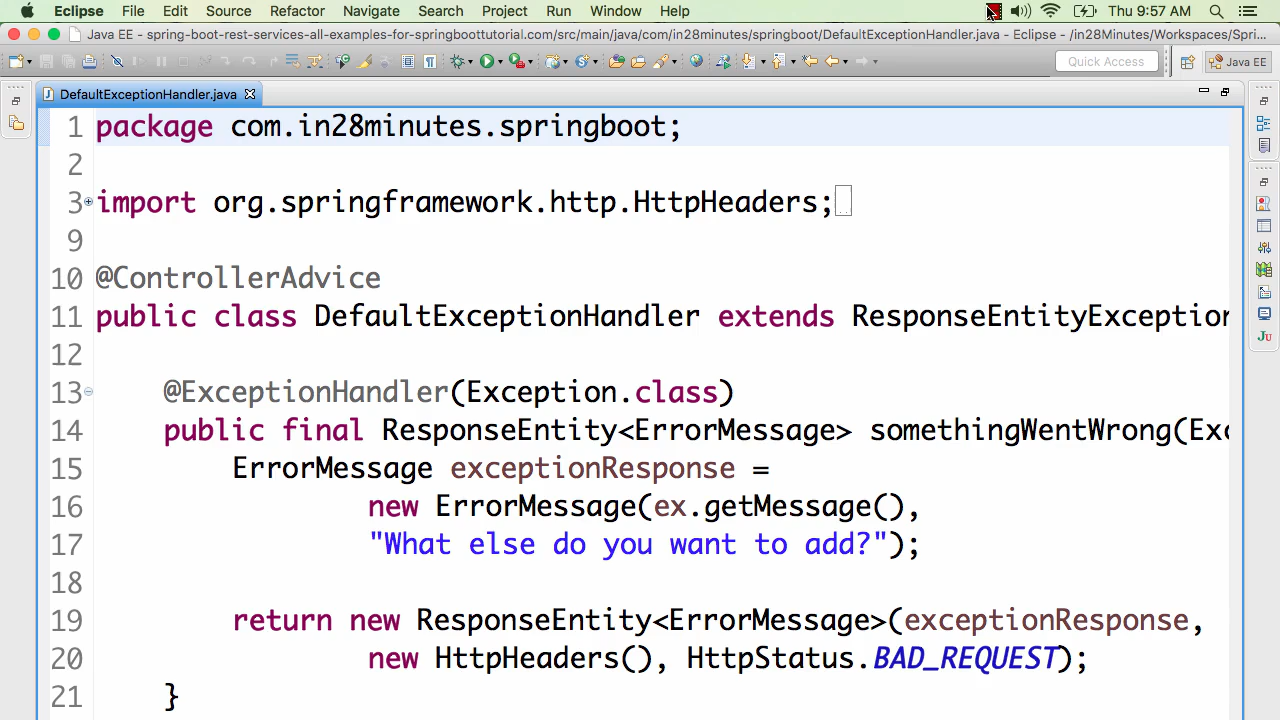 Eclipse File Edit Source Refactor Navigate Search Project Run Window Help Thu 9:57 AM
Java EE - spring-boot-rest-services-all-examples-for-springboottutorial.com/src/main/java/com/in28minutes/springboot/DefaultExceptionHandler.java - Eclipse - /in28Minutes/Workspaces/Spri...
Quick Access Java EE
DefaultExceptionHandler.java
1 package com.in28minutes.springboot;
2
3 import org.springframework.http.HttpHeaders;
9
10 @ControllerAdvice
11 public class DefaultExceptionHandler extends ResponseEntityException
12
13 @ExceptionHandler(Exception.class)
14 public final ResponseEntity<ErrorMessage> somethingWentWrong(Exc
15 ErrorMessage exceptionResponse =
16 new ErrorMessage(ex.getMessage(),
17 "What else do you want to add?");
18
19 return new ResponseEntity<ErrorMessage>(exceptionResponse,
20 new HttpHeaders(), HttpStatus.BAD_REQUEST);
21 }